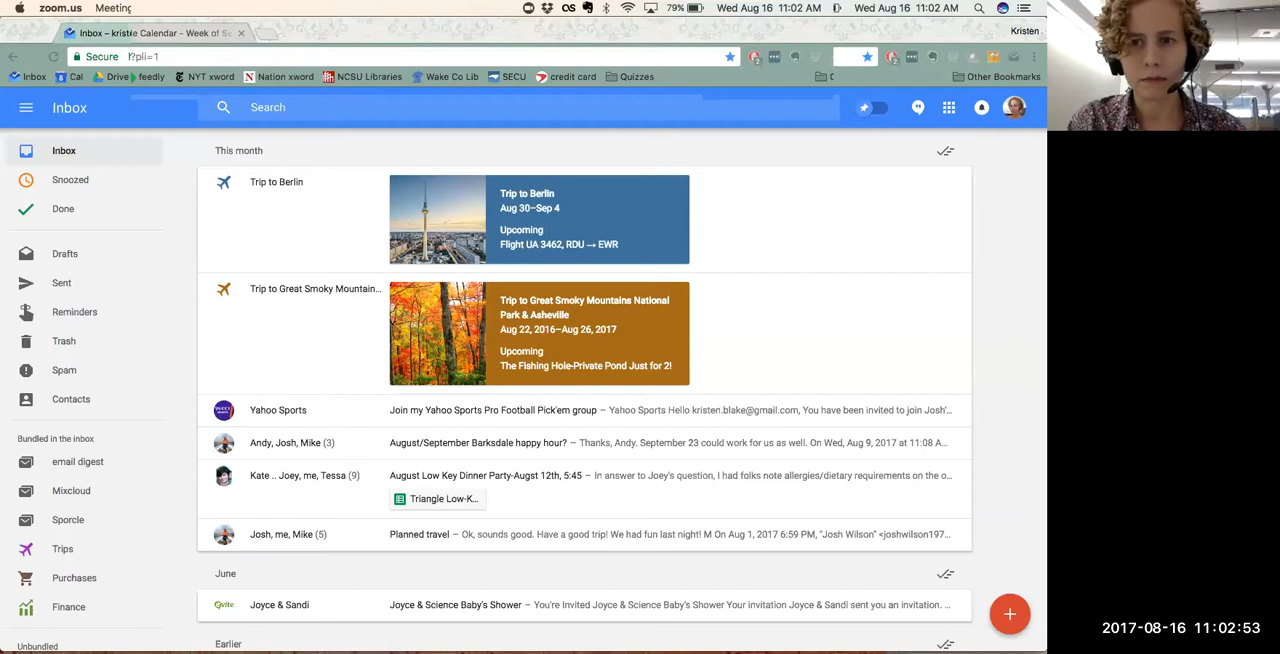 zoom.us Meeting 79% Wed Aug 16 11:02 AM Wed Aug 16 11:02 AM
Inbox – kristle Calendar - Week of Su Kristen
Secure l?pli=1
Inbox Cal Drive feedly NYT xword Nation xword NCSU Libraries Wake Co Lib SECU credit card Quizzes C Other Bookmarks
Inbox Search
Inbox
Snoozed
Done
Drafts
Sent
Reminders
Trash
Spam
Contacts
Bundled in the inbox
email digest
Mixcloud
Sporcle
Trips
Purchases
Finance
Unbundled
This month
Trip to Berlin
Trip to Berlin
Aug 30–Sep 4
Upcoming
Flight UA 3462, RDU → EWR
Trip to Great Smoky Mountain...
Trip to Great Smoky Mountains National
Park & Asheville
Aug 22, 2016–Aug 26, 2017
Upcoming
The Fishing Hole-Private Pond Just for 2!
Yahoo Sports Join my Yahoo Sports Pro Football Pick'em group – Yahoo Sports Hello kristen.blake@gmail.com, You have been invited to join Josh'...
Andy, Josh, Mike (3) August/September Barksdale happy hour? – Thanks, Andy. September 23 could work for us as well. On Wed, Aug 9, 2017 at 11:08 A...
Kate .. Joey, me, Tessa (9) August Low Key Dinner Party-Augst 12th, 5:45 – In answer to Joey's question, I had folks note allergies/dietary requirements on the o...
Triangle Low-K...
Josh, me, Mike (5) Planned travel – Ok, sounds good. Have a good trip! We had fun last night! M On Aug 1, 2017 6:59 PM, "Josh Wilson" <joshwilson197...
June
evite Joyce & Sandi Joyce & Science Baby's Shower – You're Invited Joyce & Science Baby's Shower Your invitation Joyce & Sandi sent you an invitation. ...
Earlier
2017-08-16 11:02:53